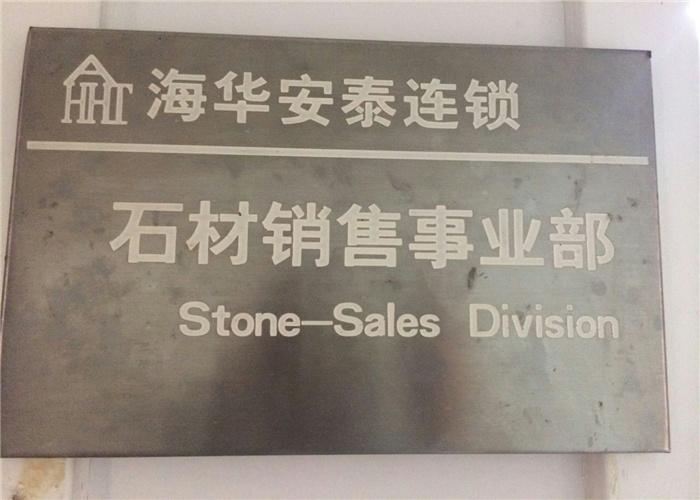 海华安泰连锁
石材销售事业部
Stone-Sales Division